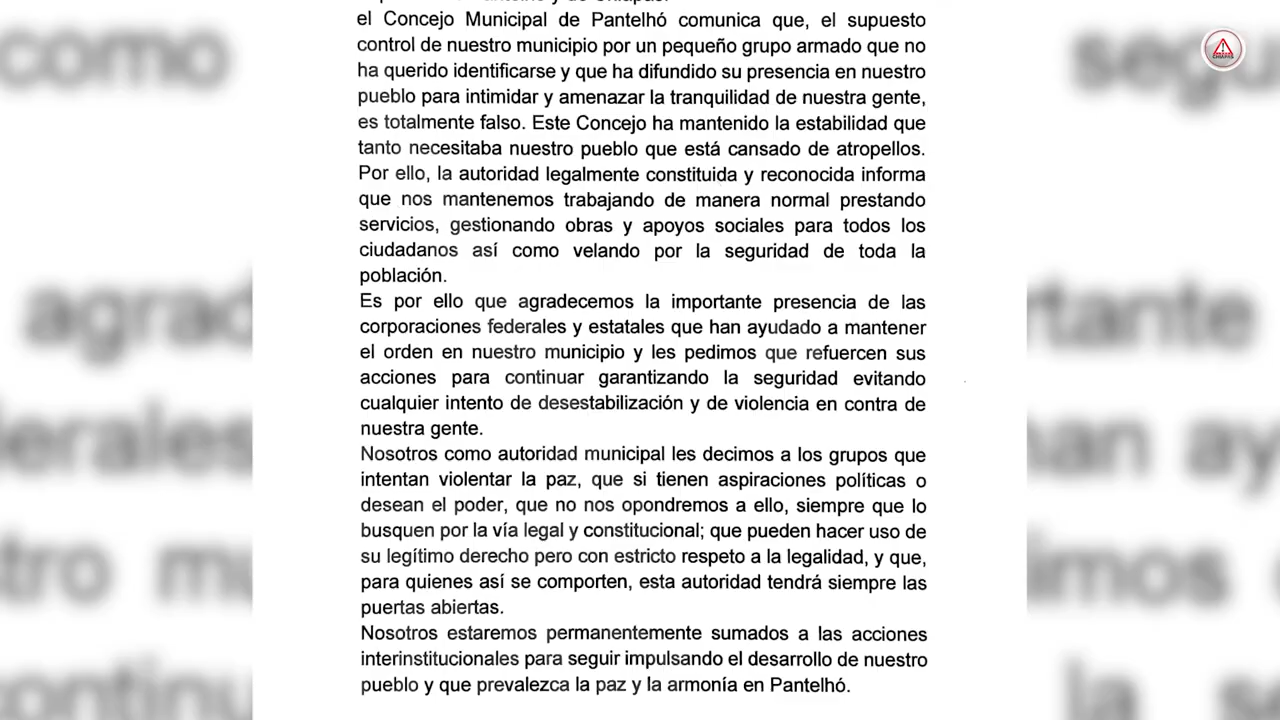 el Concejo Municipal de Pantelhó comunica que, el supuesto
control de nuestro municipio por un pequeño grupo armado que no
ha querido identificarse y que ha difundido su presencia en nuestro
pueblo para intimidar y amenazar la tranquilidad de nuestra gente,
es totalmente falso. Este Concejo ha mantenido la estabilidad que
tanto necesitaba nuestro pueblo que está cansado de atropellos.
Por ello, la autoridad legalmente constituida y reconocida informa
que nos mantenemos trabajando de manera normal prestando
servicios, gestionando obras y apoyos sociales para todos los
ciudadanos así como velando por la seguridad de toda la
población.
Es por ello que agradecemos la importante presencia de las
corporaciones federales y estatales que han ayudado a mantener
el orden en nuestro municipio y les pedimos que refuercen sus
acciones para continuar garantizando la seguridad evitando
cualquier intento de desestabilización y de violencia en contra de
nuestra gente.
Nosotros como autoridad municipal les decimos a los grupos que
intentan violentar la paz, que si tienen aspiraciones políticas o
desean el poder, que no nos opondremos a ello, siempre que lo
busquen por la vía legal y constitucional; que pueden hacer uso de
su legítimo derecho pero con estricto respeto a la legalidad, y que,
para quienes así se comporten, esta autoridad tendrá siempre las
puertas abiertas.
Nosotros estaremos permanentemente sumados a las acciones
interinstitucionales para seguir impulsando el desarrollo de nuestro
pueblo y que prevalezca la paz y la armonía en Pantelhó.
CHIAPAS